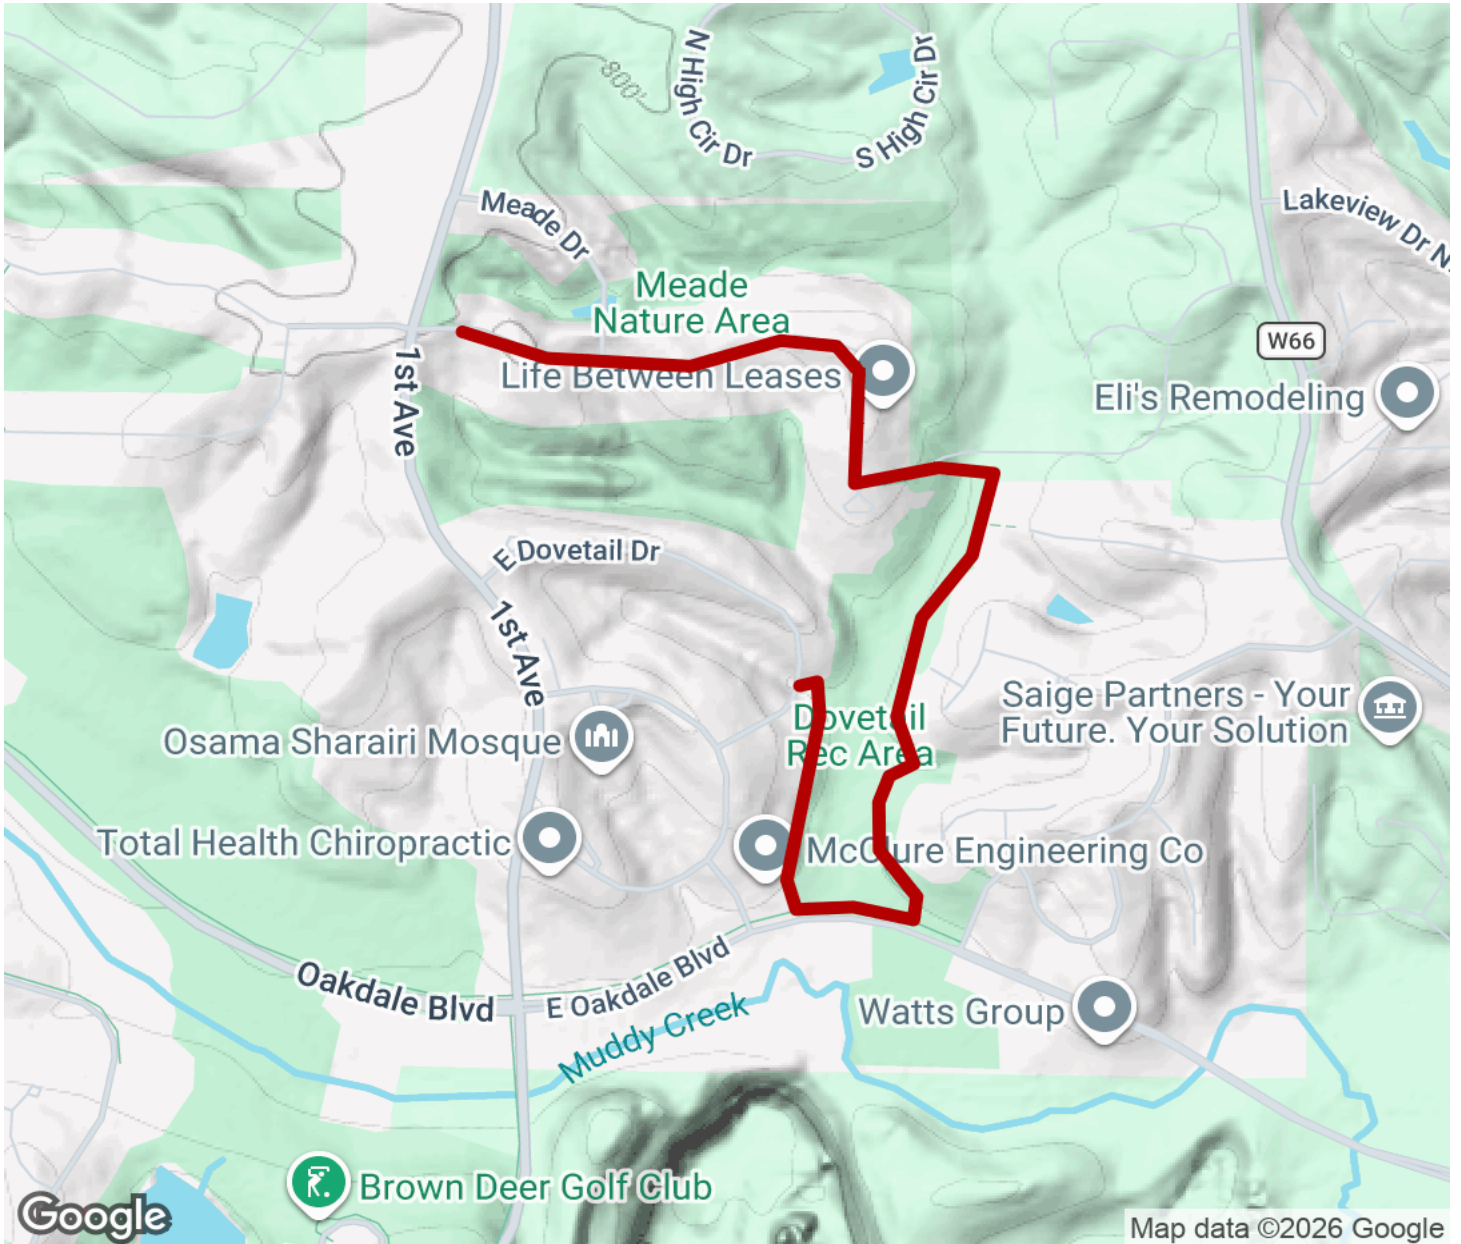 N High Cir Dr
S High Cir Dr
800'
Meade Dr
Lakeview Dr N
Meade
Nature Area
W66
1st Ave
Life Between Leases
Eli's Remodeling
E Dovetail Dr
1st Ave
Saige Partners - Your
Future. Your Solution
Dovetail
Rec Area
Osama Sharairi Mosque
Total Health Chiropractic
McClure Engineering Co
Oakdale Blvd
E Oakdale Blvd
Muddy Creek
Watts Group
Brown Deer Golf Club
Google
Map data ©2026 Google